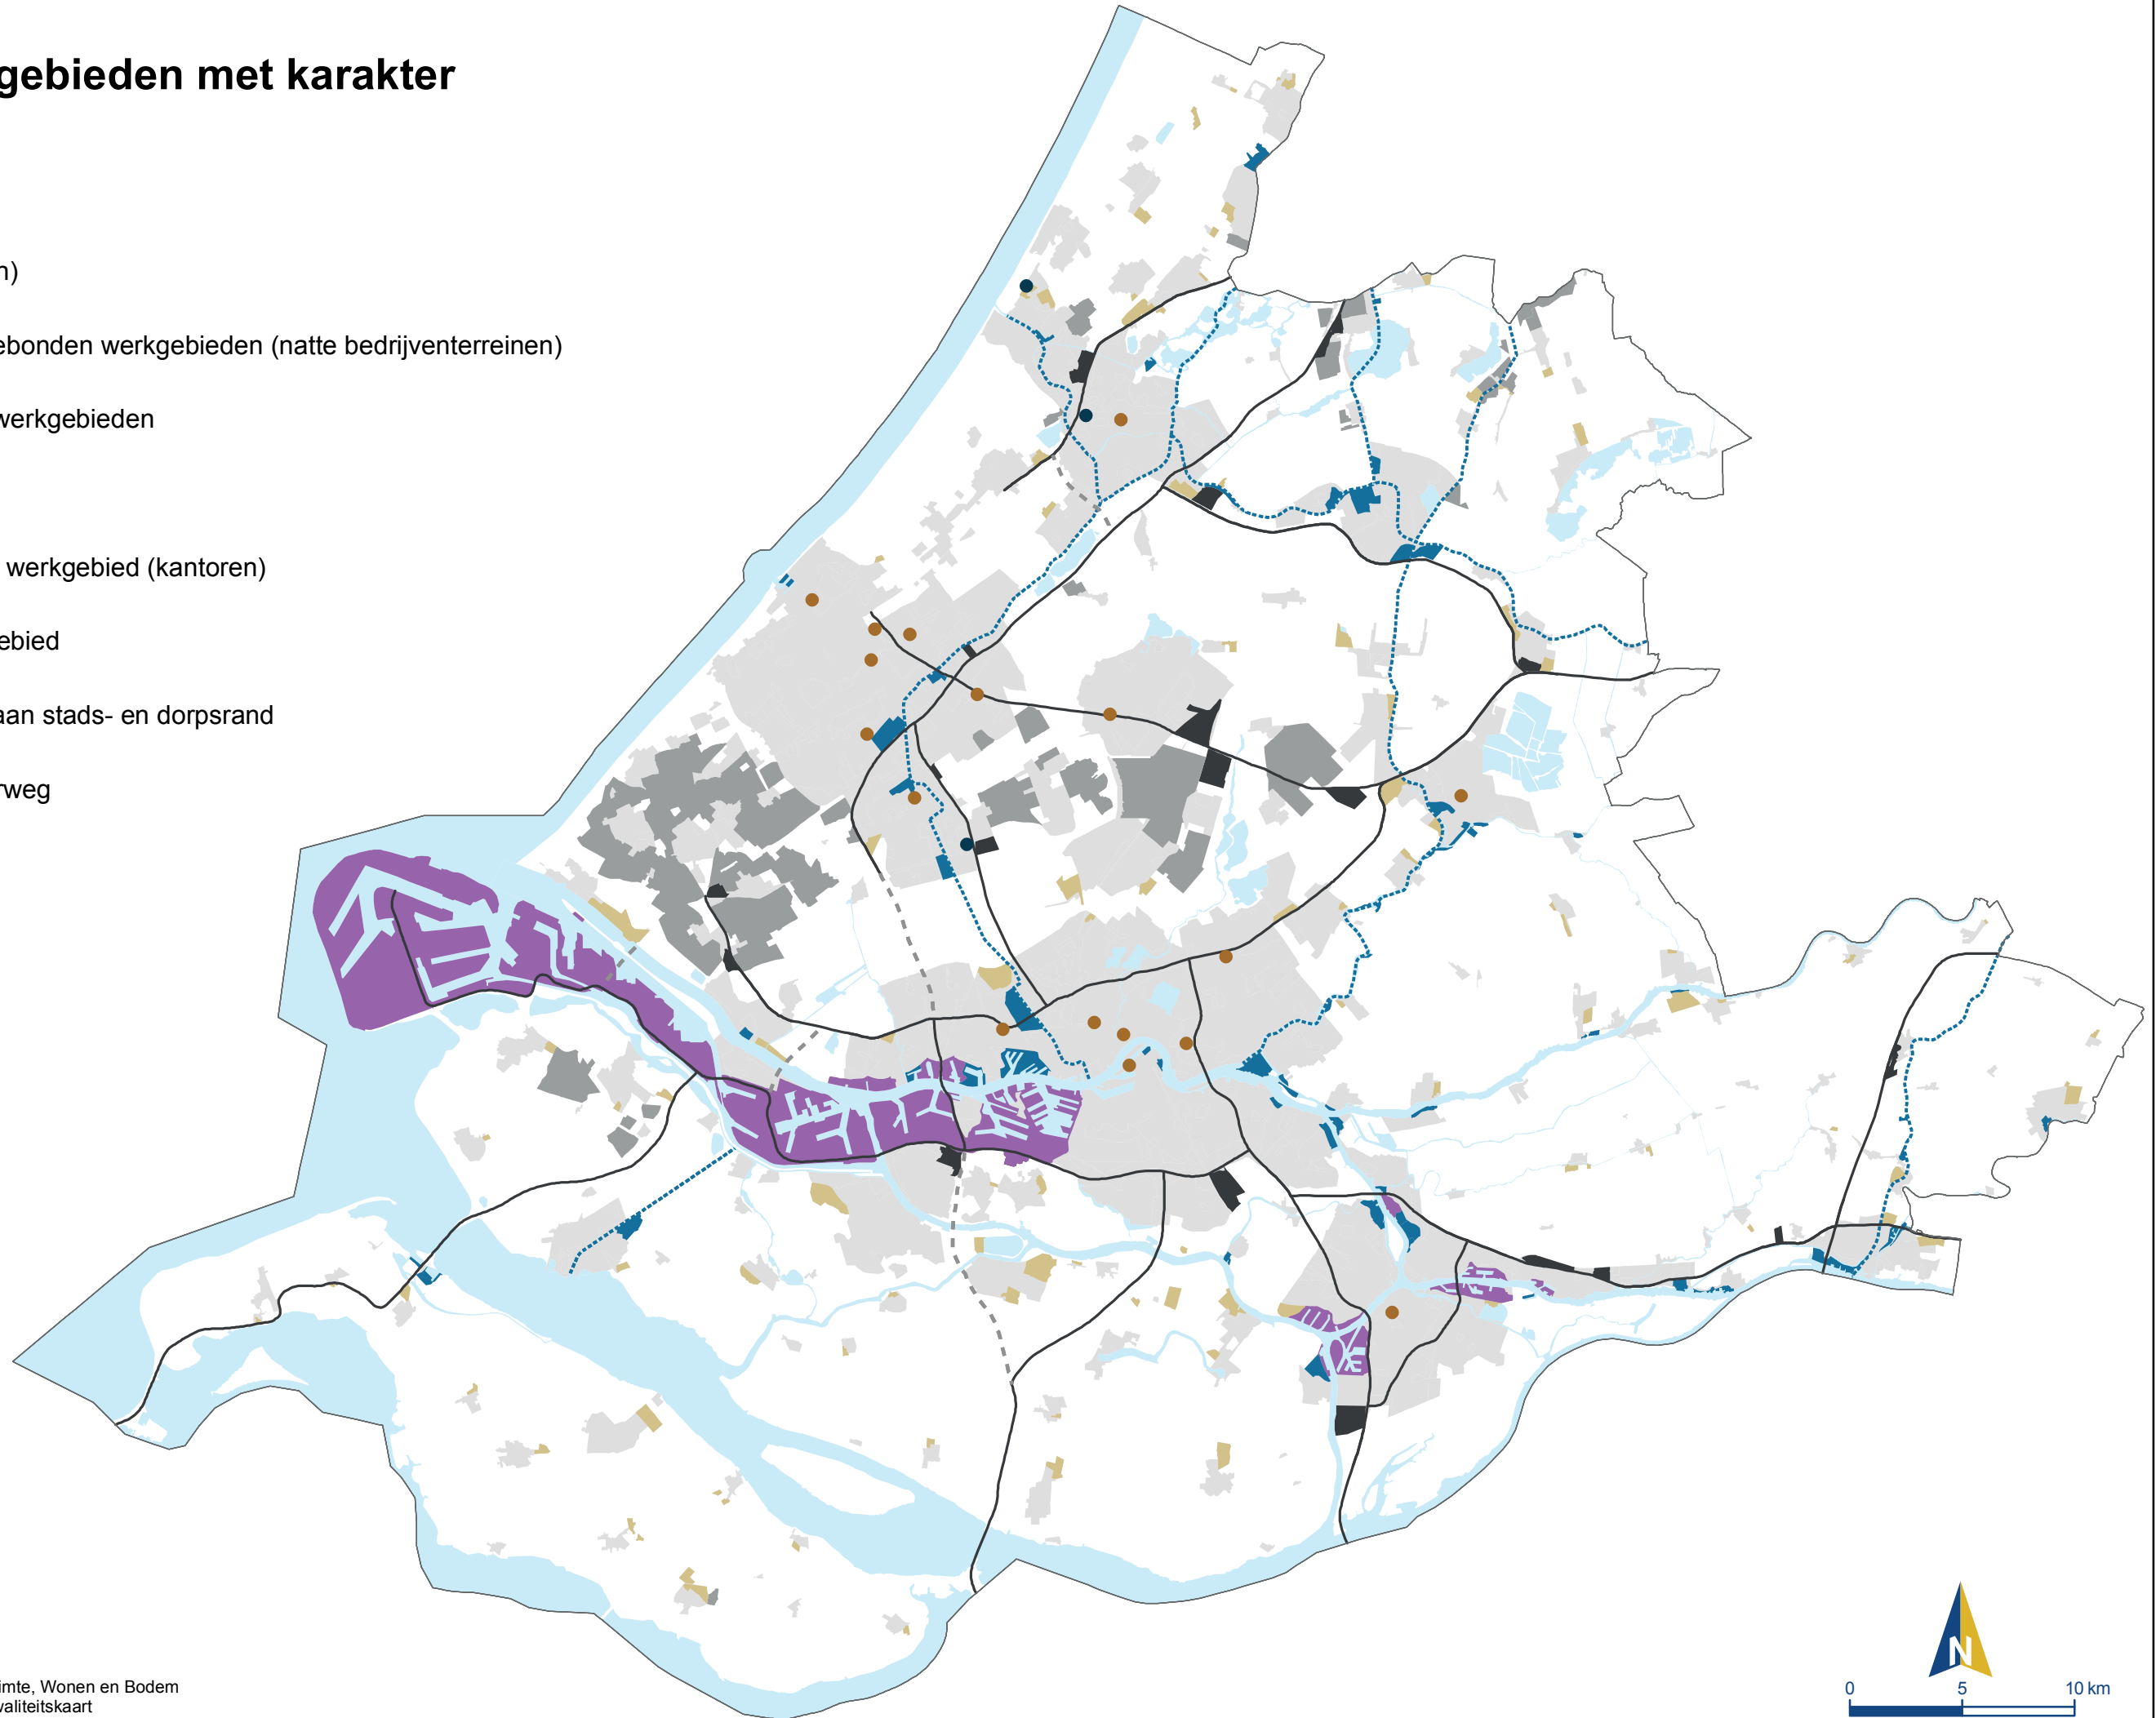 gebieden met karakter
n)
ebonden werkgebieden (natte bedrijventerreinen)
werkgebieden
werkgebied (kantoren)
ebied
aan stads- en dorpsrand
rweg
imte, Wonen en Bodem
waliteitskaart
N
0 5 10 km